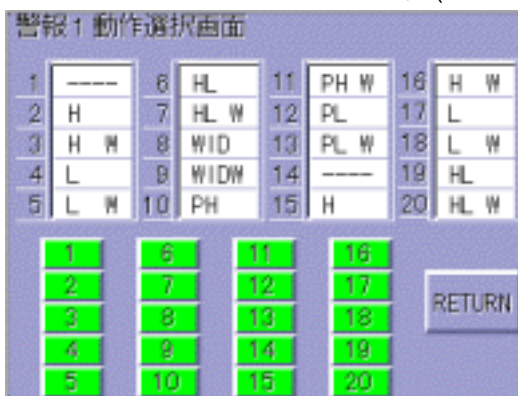 警報1 動作選択画面
1 ---- 6 HL 11 PH W 16 H W
2 H 7 HL W 12 PL 17 L
3 H W 8 WID 13 PL W 18 L W
4 L 9 WIDW 14 ---- 19 HL
5 L W 10 PH 15 H 20 HL W
1 6 11 16
2 7 12 17
3 8 13 18
4 9 14 19
5 10 15 20
RETURN